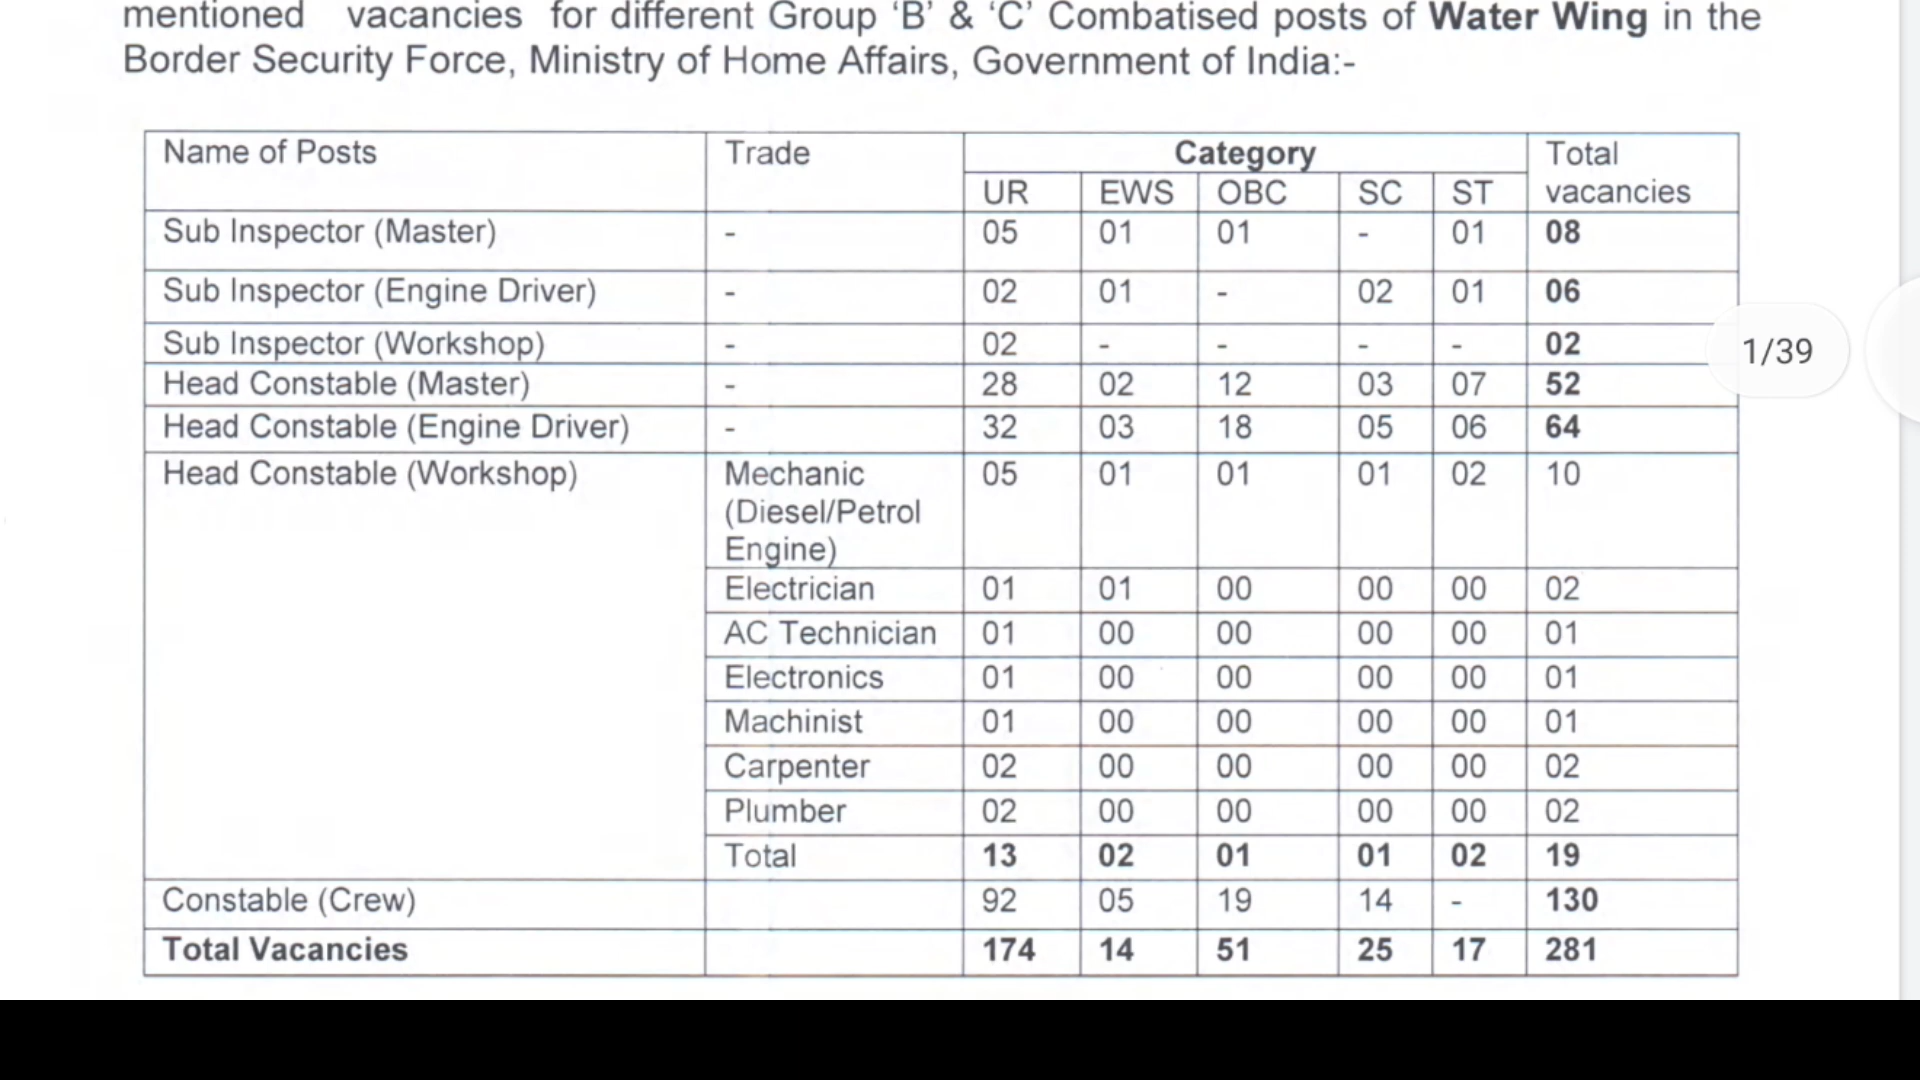 mentioned vacancies for different Group 'B' & 'C' Combatised posts of Water Wing in the
Border Security Force, Ministry of Home Affairs, Government of India:-
Name of Posts Trade Category Total vacancies
UR EWS OBC SC ST
Sub Inspector (Master) - 05 01 01 - 01 08
Sub Inspector (Engine Driver) - 02 01 - 02 01 06
Sub Inspector (Workshop) - 02 - - - - 02
1/39
Head Constable (Master) - 28 02 12 03 07 52
Head Constable (Engine Driver) - 32 03 18 05 06 64
Head Constable (Workshop) Mechanic 05 01 01 01 02 10
(Diesel/Petrol
Engine)
Electrician 01 01 00 00 00 02
AC Technician 01 00 00 00 00 01
Electronics 01 00 00 00 00 01
Machinist 01 00 00 00 00 01
Carpenter 02 00 00 00 00 02
Plumber 02 00 00 00 00 02
Total 13 02 01 01 02 19
Constable (Crew) 92 05 19 14 - 130
Total Vacancies 174 14 51 25 17 281